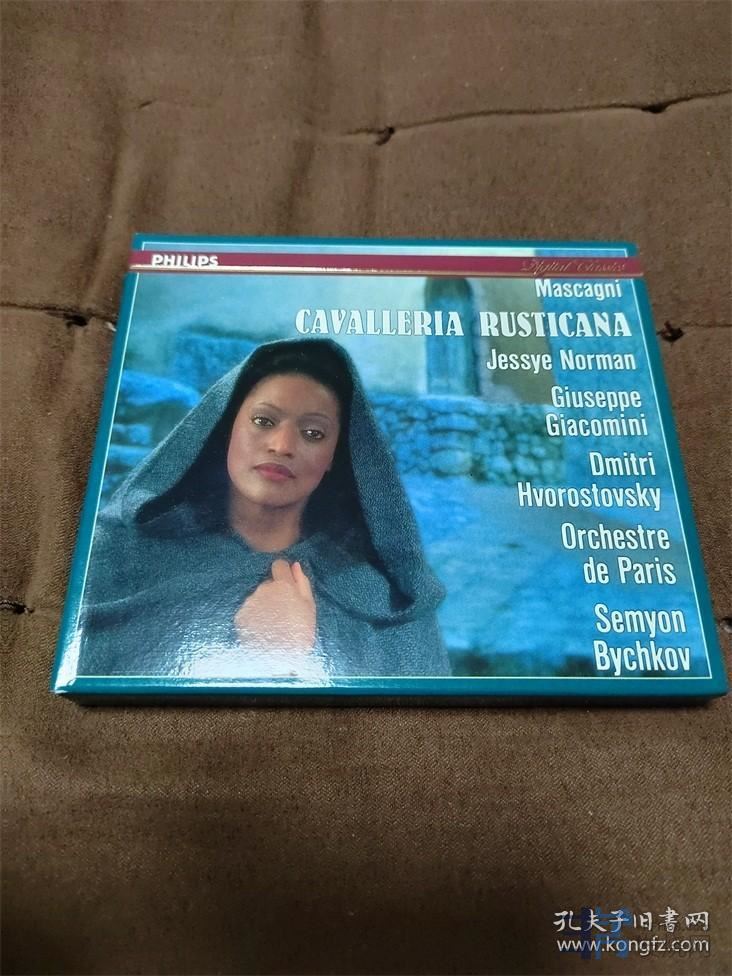 PHILIPS
Digital Classics
Mascagni
CAVALLERIA RUSTICANA
Jessye Norman
Giuseppe
Giacomini
Dmitri
Hvorostovsky
Orchestre
de Paris
Semyon
Bychkov
孔夫子旧書网
www.kongfz.com